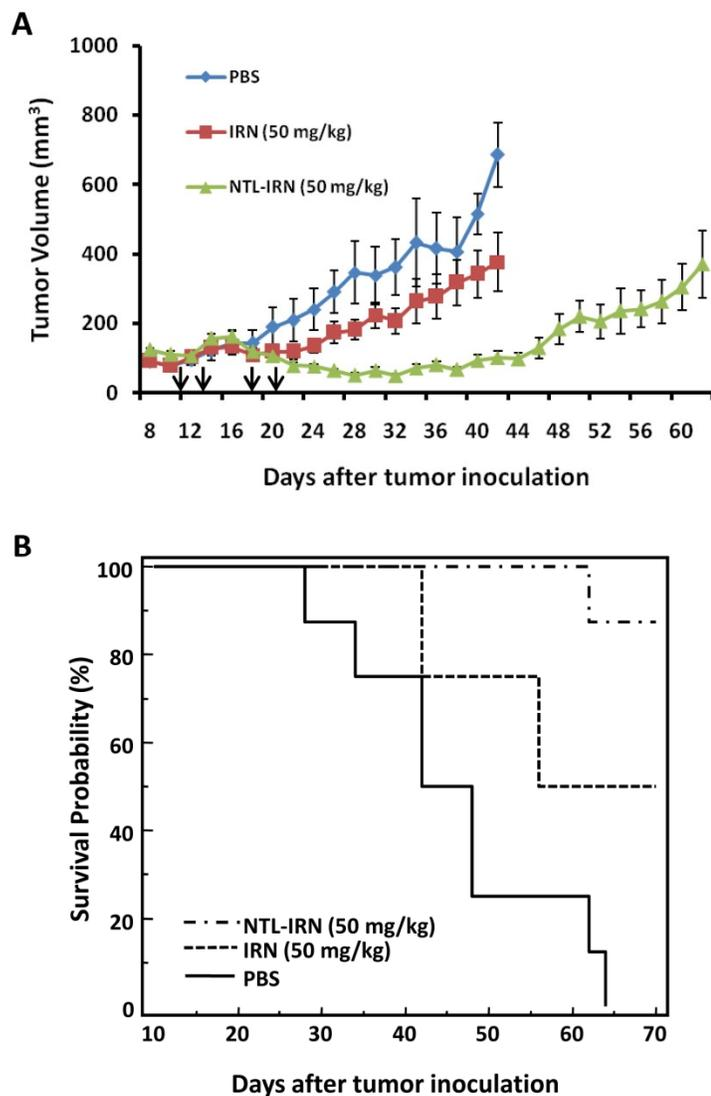 A
Tumor Volume (mm³)
1000
800
600
400
200
0
PBS
IRN (50 mg/kg)
NTL-IRN (50 mg/kg)
8 12 16 20 24 28 32 36 40 44 48 52 56 60
Days after tumor inoculation
B
Survival Probability (%)
100
80
60
40
20
0
NTL-IRN (50 mg/kg)
IRN (50 mg/kg)
PBS
10 20 30 40 50 60 70
Days after tumor inoculation